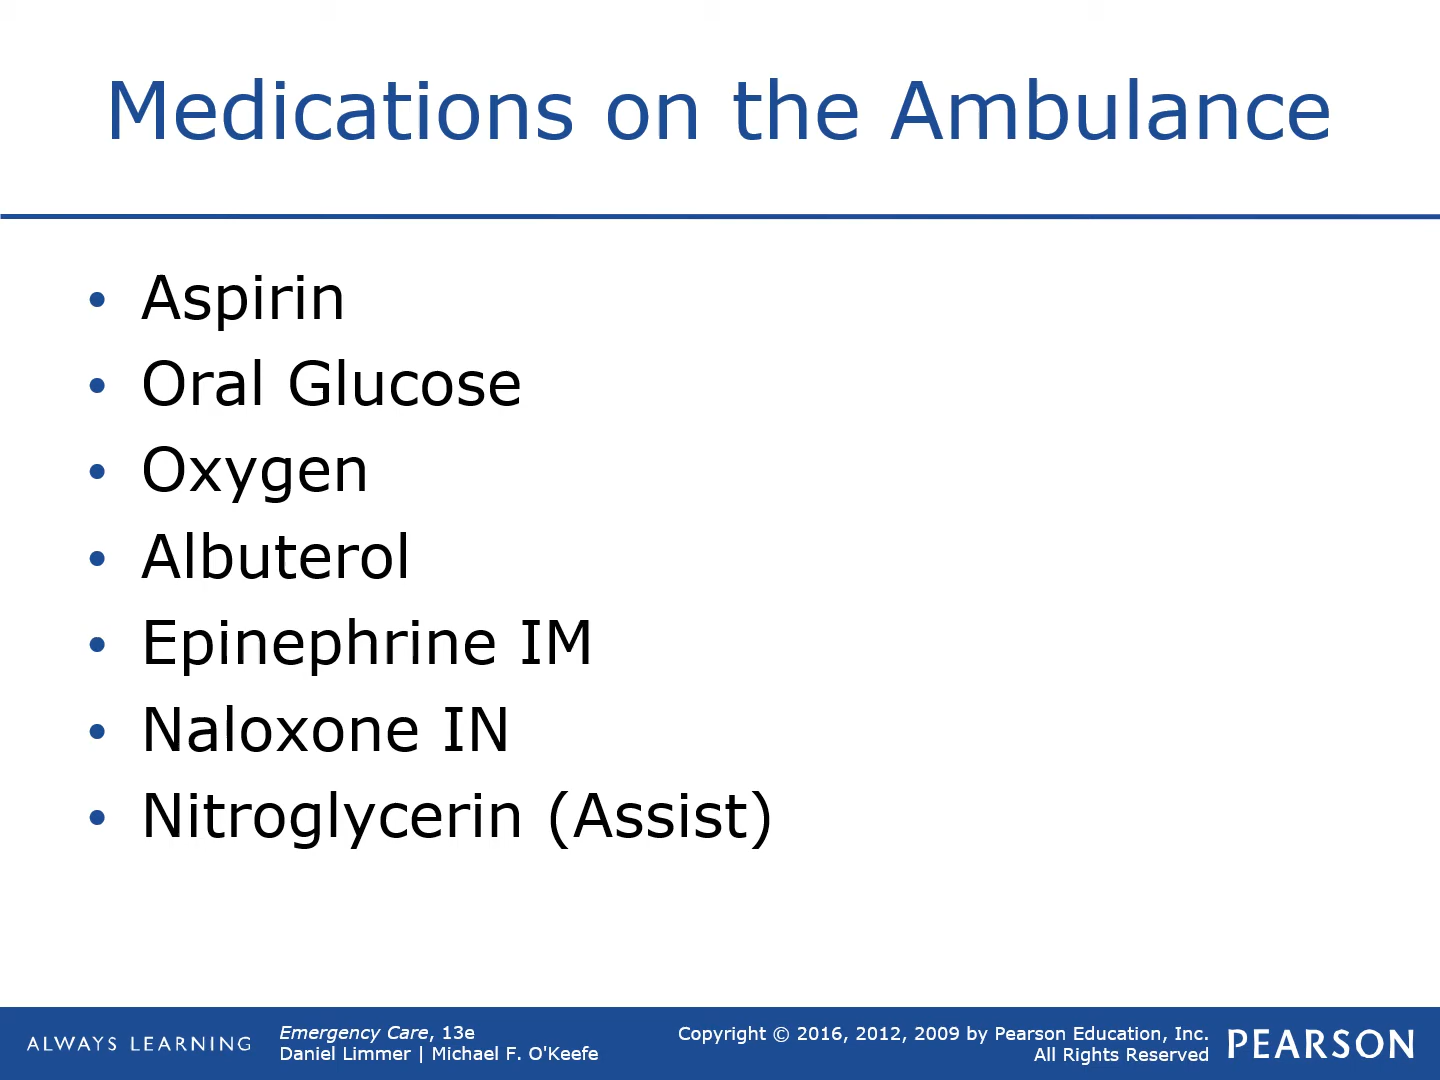 Medications on the Ambulance
• Aspirin
• Oral Glucose
• Oxygen
• Albuterol
• Epinephrine IM
• Naloxone IN
• Nitroglycerin (Assist)
ALWAYS LEARNING
Emergency Care, 13e
Daniel Limmer | Michael F. O'Keefe
Copyright © 2016, 2012, 2009 by Pearson Education, Inc.
All Rights Reserved
PEARSON